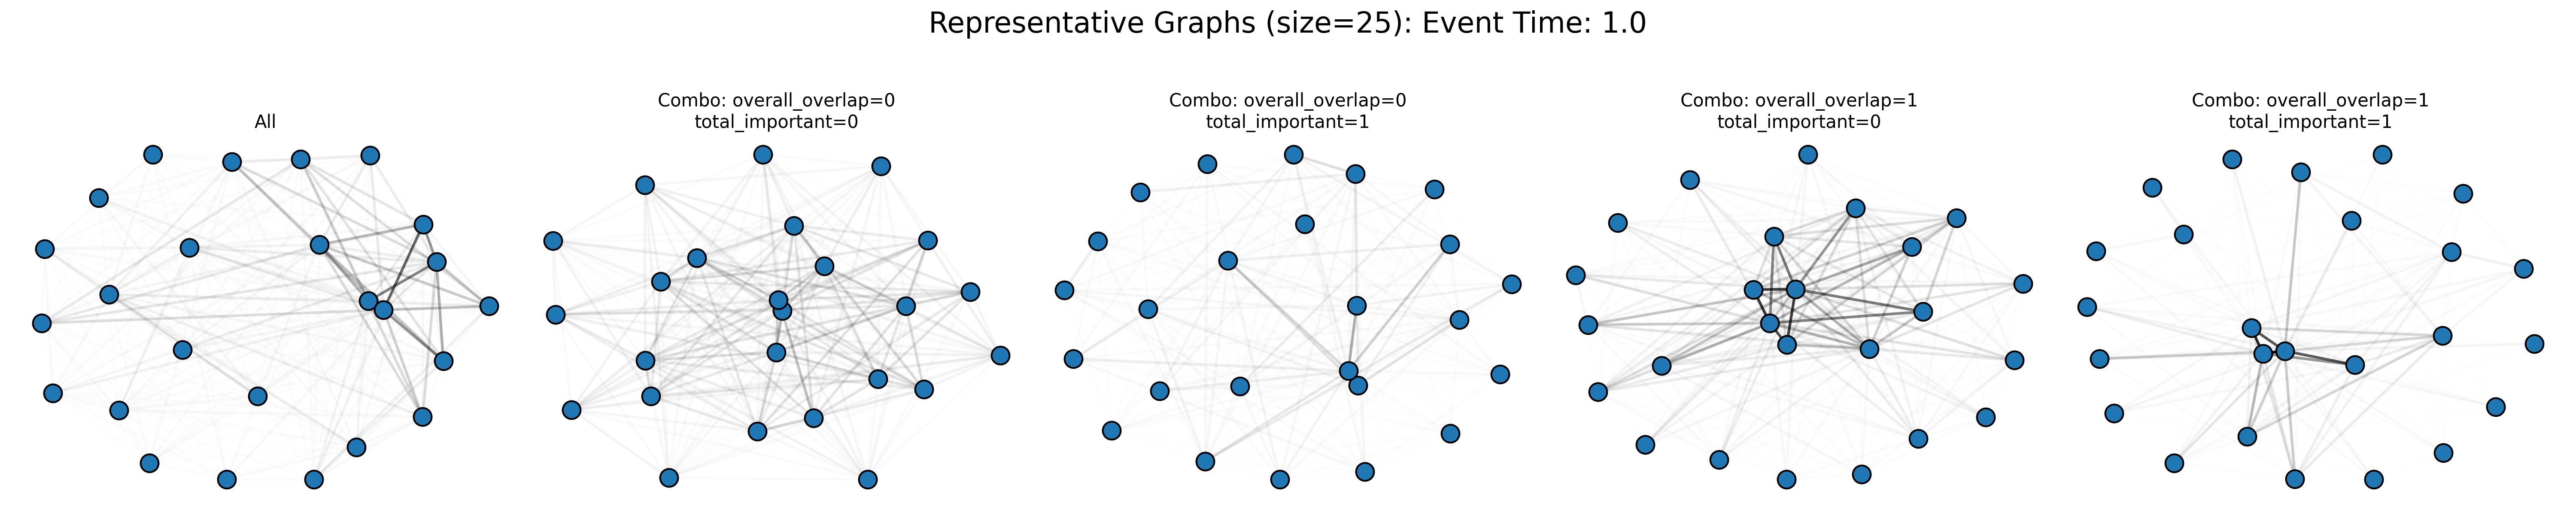 Representative Graphs (size=25): Event Time: 1.0
All
Combo: overall_overlap=0
total_important=0
Combo: overall_overlap=0
total_important=1
Combo: overall_overlap=1
total_important=0
Combo: overall_overlap=1
total_important=1